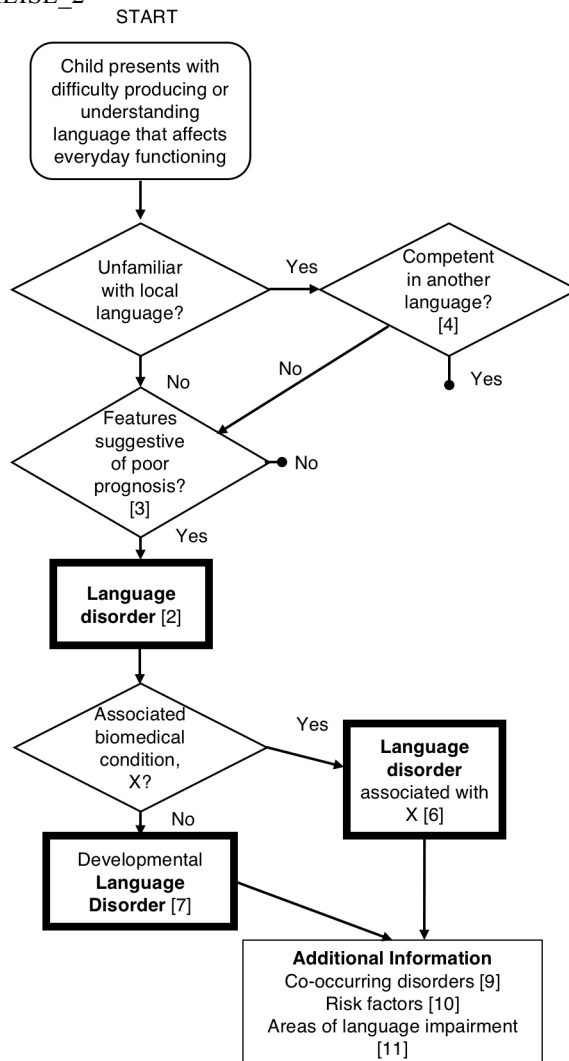 START
Child presents with
difficulty producing or
understanding
language that affects
everyday functioning
Unfamiliar
with local
language?
Yes
Competent
in another
language?
[4]
Yes
No
No
Features
suggestive
of poor
prognosis?
[3]
No
Yes
Language
disorder [2]
Associated
biomedical
condition,
X?
Yes
Language
disorder
associated with
X [6]
No
Developmental
Language
Disorder [7]
Additional Information
Co-occurring disorders [9]
Risk factors [10]
Areas of language impairment
[11]